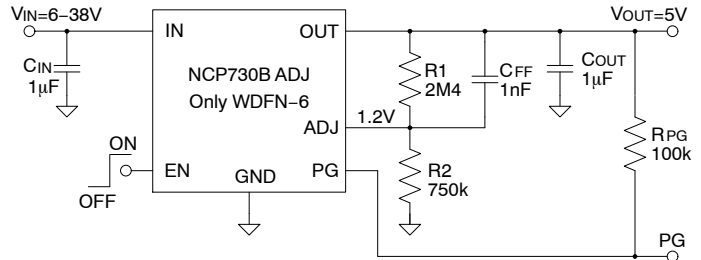 VIN=6–38V
VOUT=5V
IN
OUT
CIN
1μF
NCP730B ADJ
Only WDFN–6
R1
2M4
CFF
1nF
COUT
1μF
1.2V
ADJ
RPG
100k
ON
OFF
EN
GND
PG
R2
750k
PG